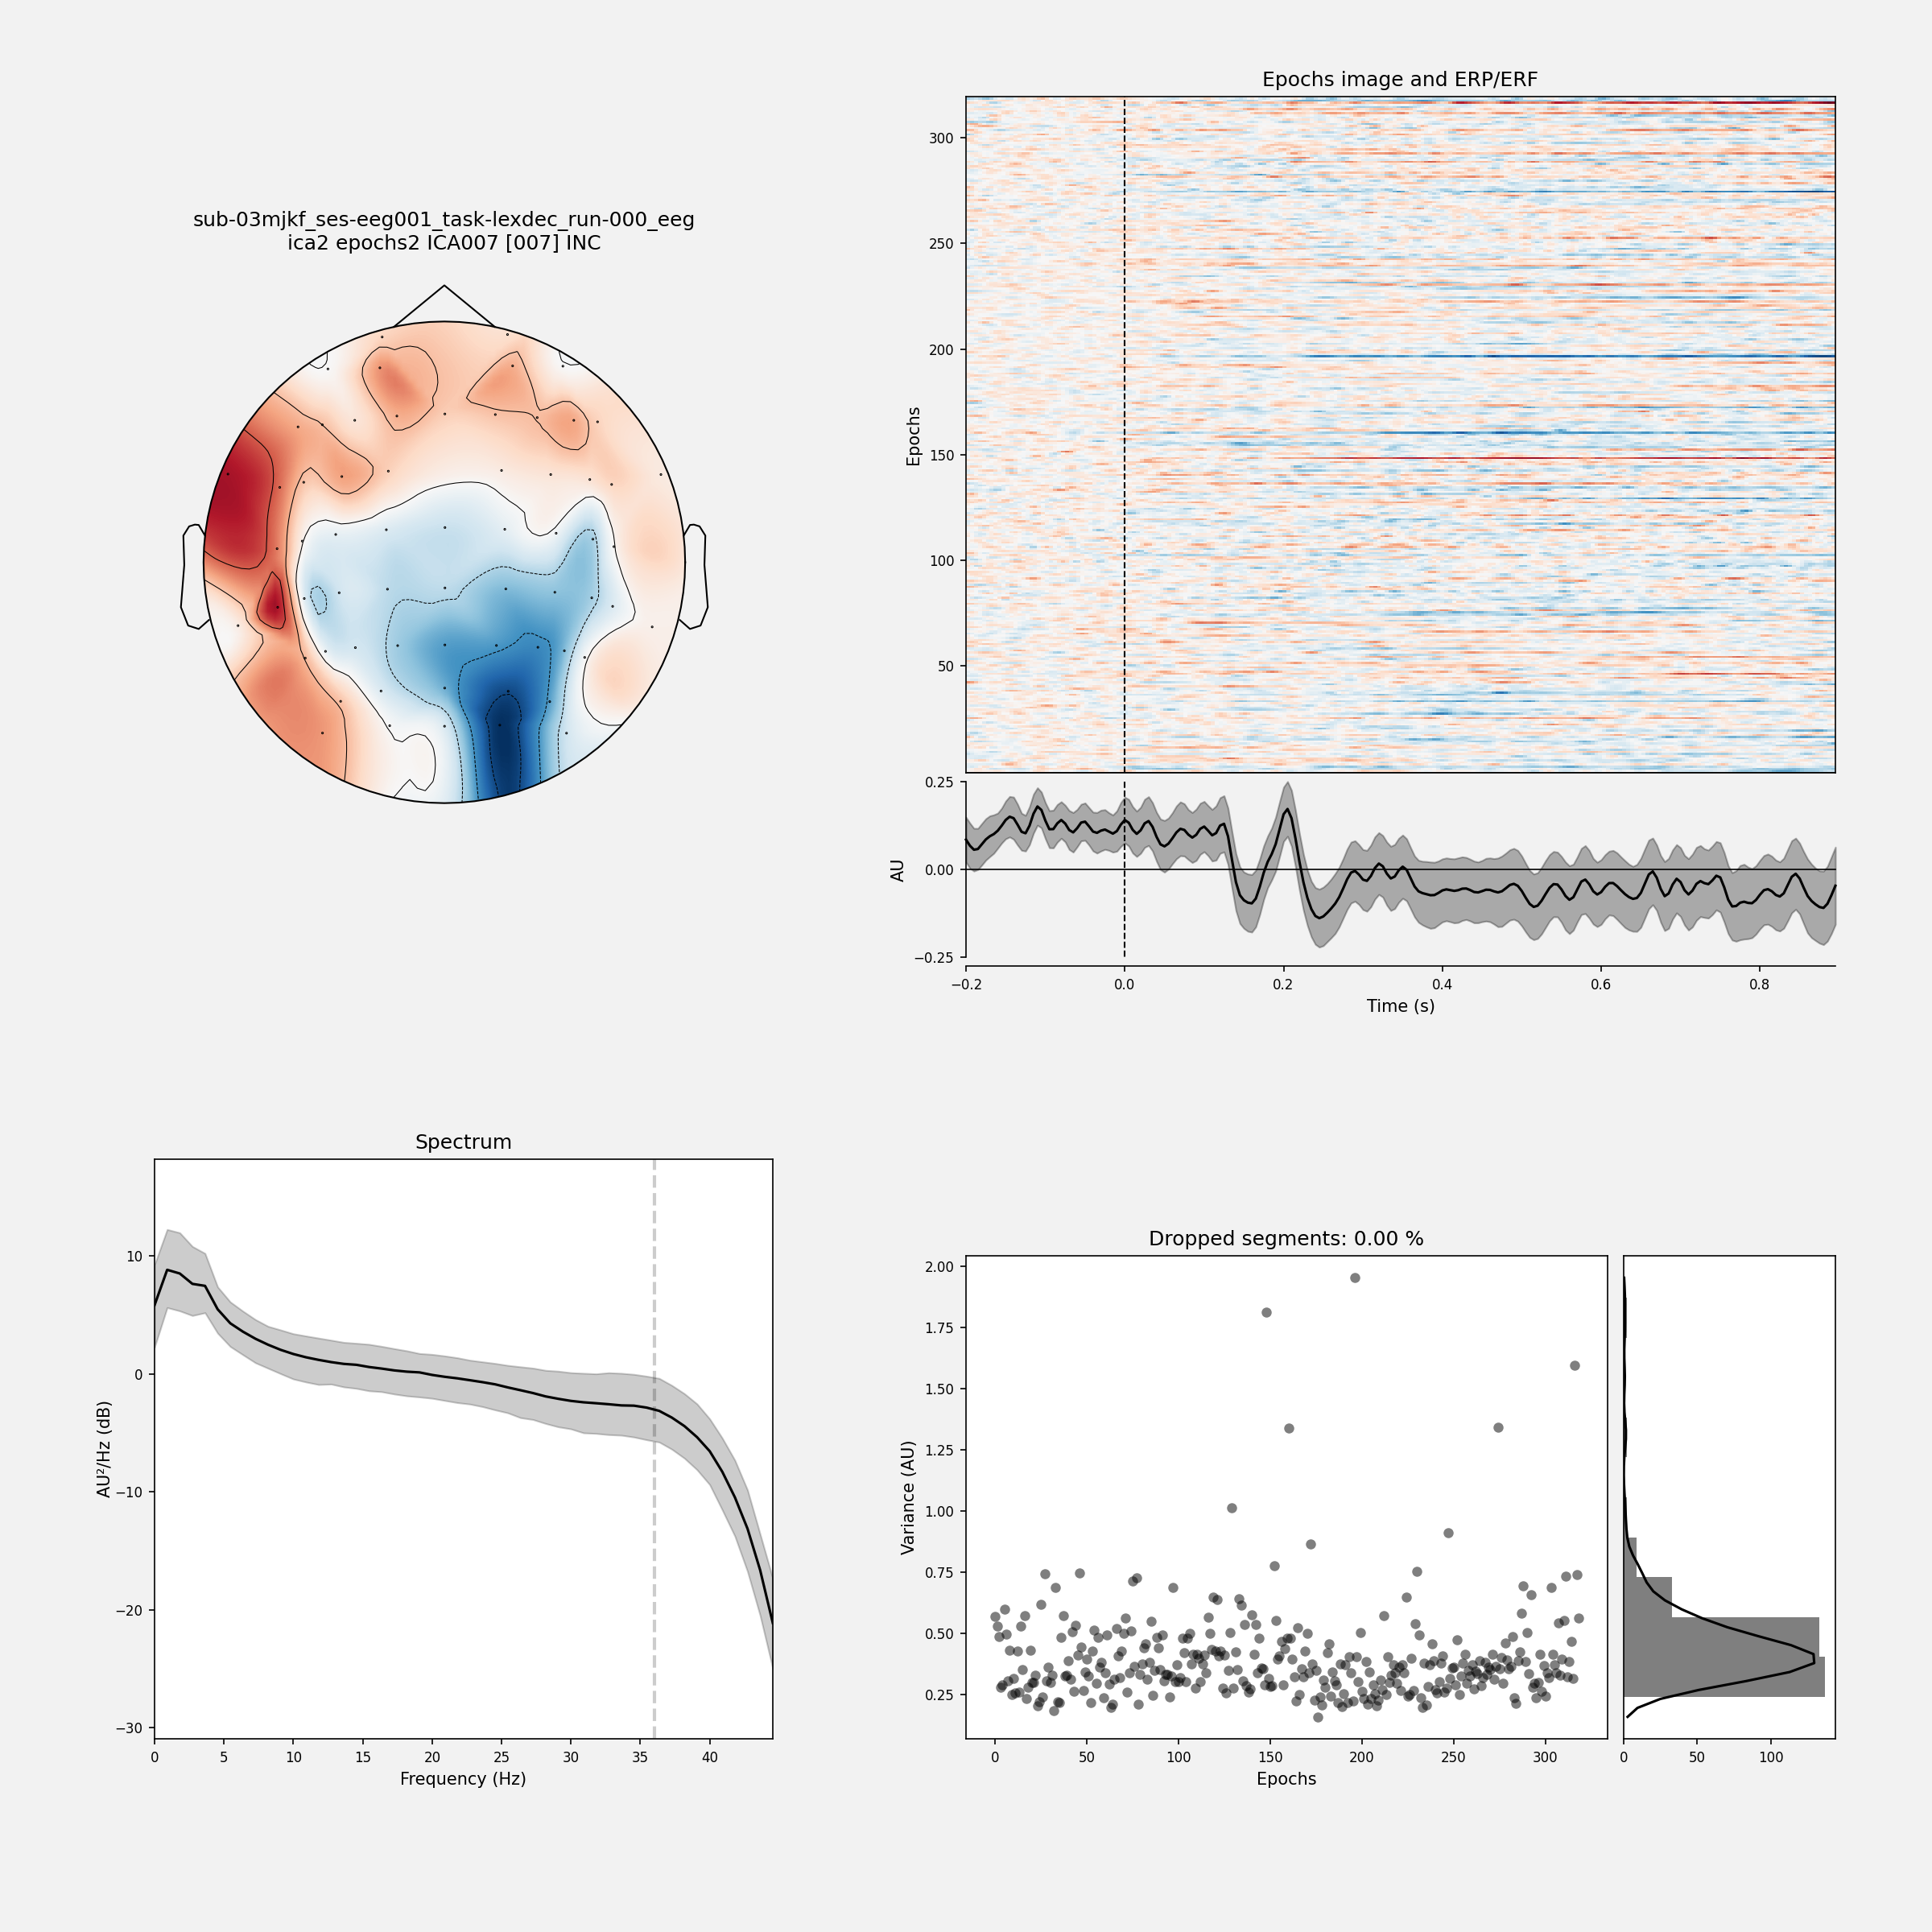 sub-03mjkf_ses-eeg001_task-lexdec_run-000_eeg
ica2 epochs2 ICA007 [007] INC
Epochs image and ERP/ERF
300
250
200
150
100
50
Epochs
0.25
0.00
−0.25
AU
−0.2 0.0 0.2 0.4 0.6 0.8
Time (s)
Spectrum
10
0
−10
−20
−30
AU²/Hz (dB)
0 5 10 15 20 25 30 35 40
Frequency (Hz)
Dropped segments: 0.00 %
2.00
1.75
1.50
1.25
1.00
0.75
0.50
0.25
Variance (AU)
0 50 100 150 200 250 300
Epochs
0 50 100